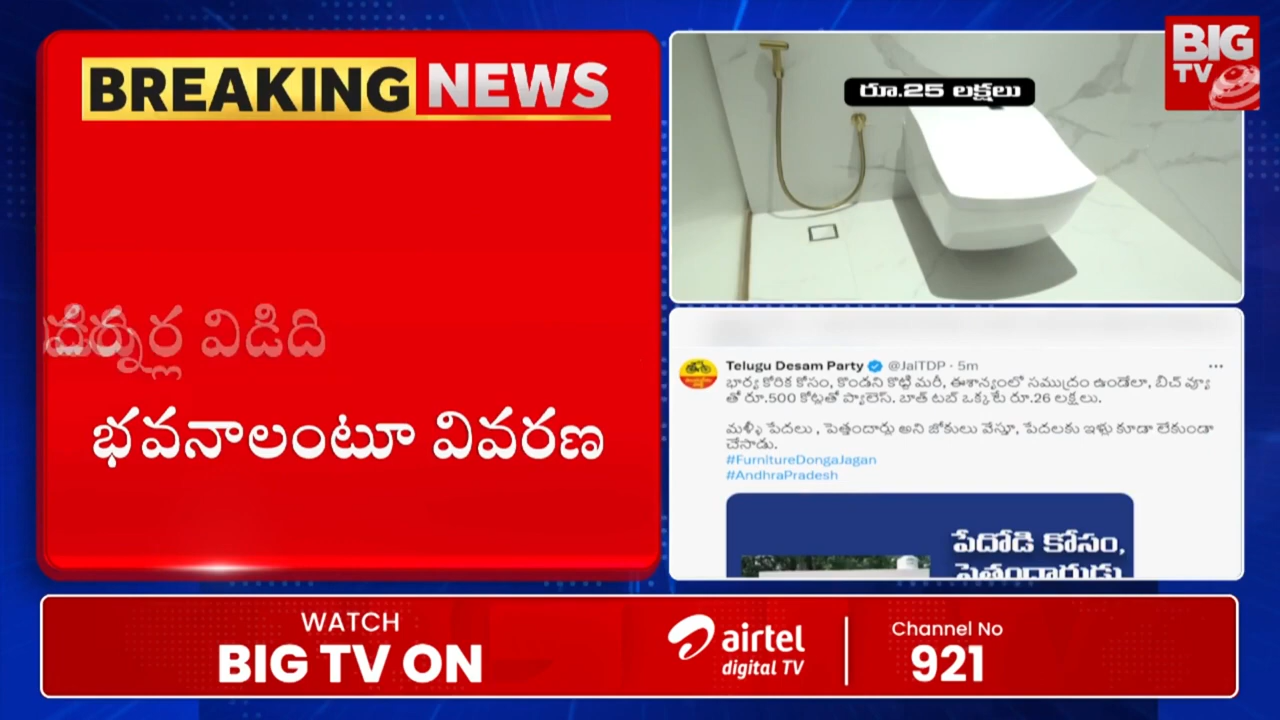 BREAKING NEWS
విడిది
భవనాలంటూ వివరణ
రూ.25 లక్షలు
BIG
TV
Telugu Desam Party @JaiTDP · 5m
భార్య కోరిక కోసం, కొండని కొట్టి మరీ, ఈశాన్యంలో సముద్రం ఉండేలా, బీచ్ వ్యూ
తో రూ.500 కోట్లతో ప్యాలెస్. బాత్ టబ్ ఒక్కటే రూ.26 లక్షలు.
మళ్ళీ పేదలు , పెత్తందార్లు అని జోకులు వేస్తూ, పేదలకు ఇళ్లు కూడా లేకుండా
చేసాడు.
#FurnitureDongaJagan
#AndhraPradesh
పేదోడి కోసం,
పెత్తందారుడు
WATCH
BIG TV ON
airtel
digital TV
Channel No
921